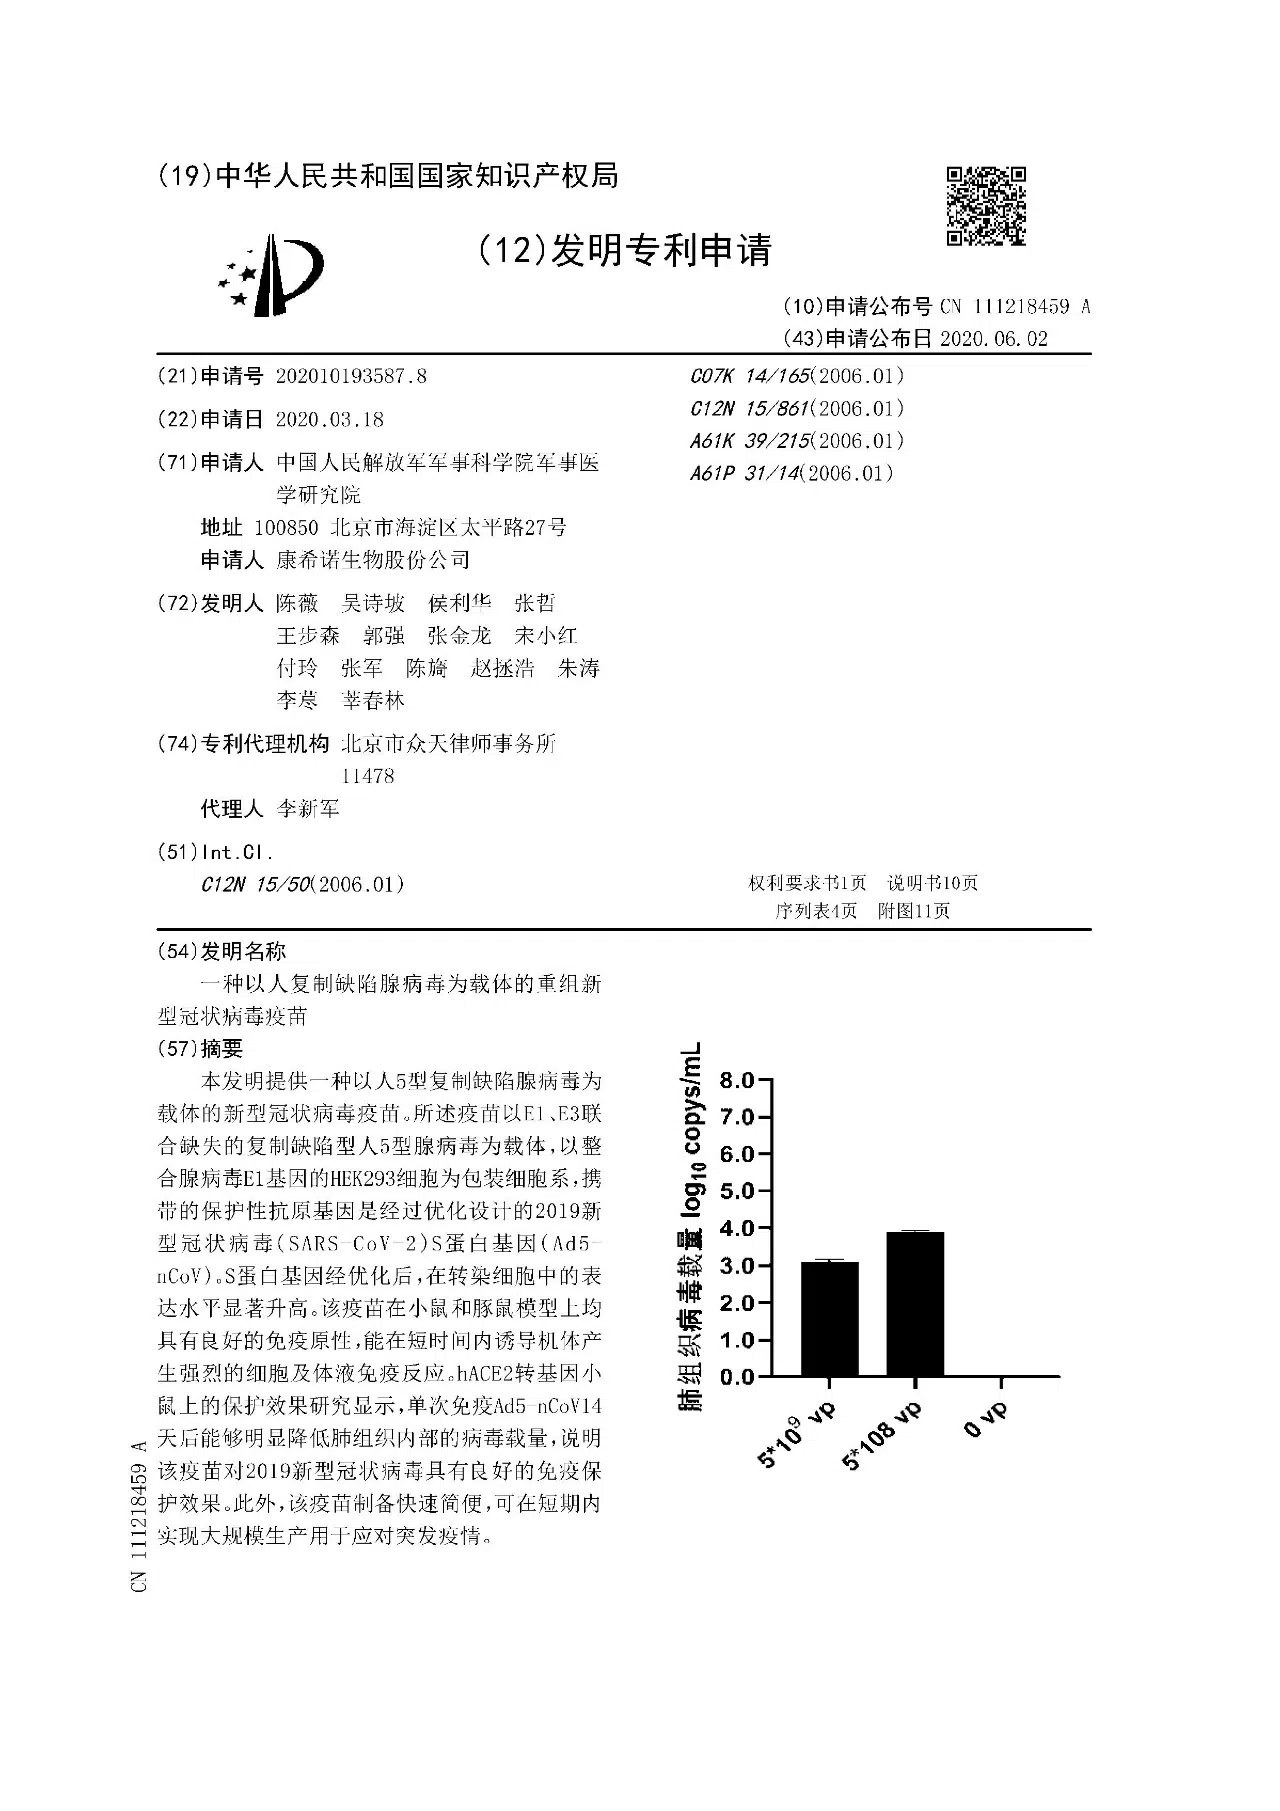 (19)中华人民共和国国家知识产权局
(12)发明专利申请
(10)申请公布号 CN 111218459 A
(43)申请公布日 2020.06.02
(21)申请号 202010193587.8
(22)申请日 2020.03.18
(71)申请人 中国人民解放军军事科学院军事医
学研究院
地址 100850 北京市海淀区太平路27号
申请人 康希诺生物股份公司
(72)发明人 陈薇 吴诗坡 侯利华 张哲
王步森 郭强 张金龙 宋小红
付玲 张军 陈旖 赵拯浩 朱涛
李荩 莘春林
(74)专利代理机构 北京市众天律师事务所
11478
代理人 李新军
(51)Int.Cl.
C12N 15/50(2006.01)
C07K 14/165(2006.01)
C12N 15/861(2006.01)
A61K 39/215(2006.01)
A61P 31/14(2006.01)
权利要求书1页 说明书10页
序列表4页 附图11页
(54)发明名称
一种以人复制缺陷腺病毒为载体的重组新
型冠状病毒疫苗
(57)摘要
本发明提供一种以人5型复制缺陷腺病毒为
载体的新型冠状病毒疫苗。所述疫苗以E1、E3联
合缺失的复制缺陷型人5型腺病毒为载体,以整
合腺病毒E1基因的HEK293细胞为包装细胞系,携
带的保护性抗原基因是经过优化设计的2019新
型冠状病毒(SARS-CoV-2)S蛋白基因(Ad5-
nCoV)。S蛋白基因经优化后,在转染细胞中的表
达水平显著升高。该疫苗在小鼠和豚鼠模型上均
具有良好的免疫原性,能在短时间内诱导机体产
生强烈的细胞及体液免疫反应。hACE2转基因小
鼠上的保护效果研究显示,单次免疫Ad5-nCoV14
天后能够明显降低肺组织内部的病毒载量,说明
该疫苗对2019新型冠状病毒具有良好的免疫保
护效果。此外,该疫苗制备快速简便,可在短期内
实现大规模生产用于应对突发疫情。
肺组织病毒载量 log10 copys/mL
8.0
7.0
6.0
5.0
4.0
3.0
2.0
1.0
0.0
5*10⁹ vp
5*108 vp
0 vp
CN 111218459 A